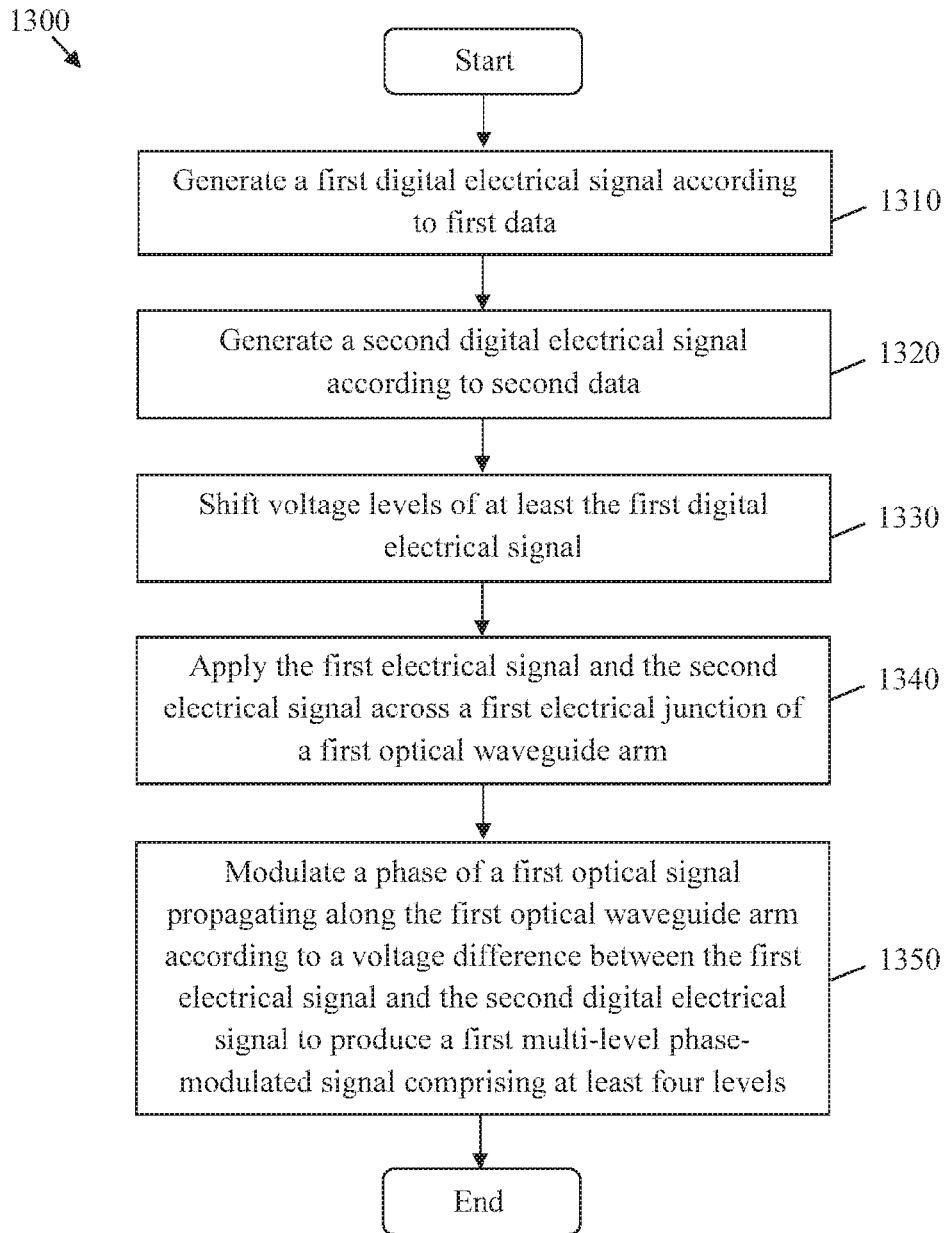 1300
Start
Generate a first digital electrical signal according
to first data
1310
Generate a second digital electrical signal
according to second data
1320
Shift voltage levels of at least the first digital
electrical signal
1330
Apply the first electrical signal and the second
electrical signal across a first electrical junction of
a first optical waveguide arm
1340
Modulate a phase of a first optical signal
propagating along the first optical waveguide arm
according to a voltage difference between the first
electrical signal and the second digital electrical
signal to produce a first multi-level phase-
modulated signal comprising at least four levels
1350
End